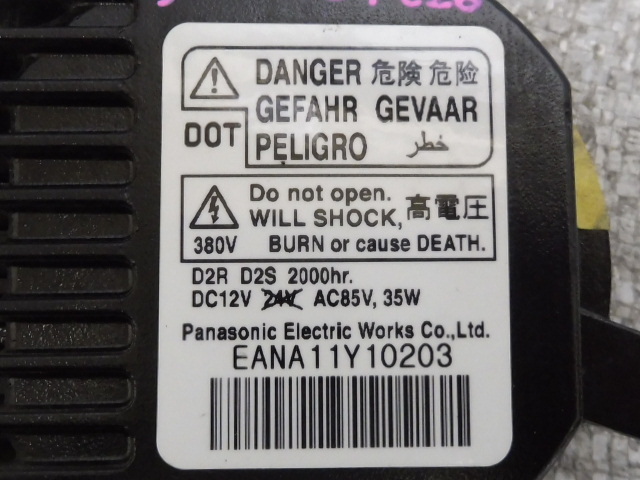 DANGER 危険 危险
GEFAHR GEVAAR
DOT PELIGRO خطر
Do not open.
WILL SHOCK, 高電圧
380V BURN or cause DEATH.
D2R D2S 2000hr.
DC12V 24V AC85V, 35W
Panasonic Electric Works Co.,Ltd.
EANA11Y10203